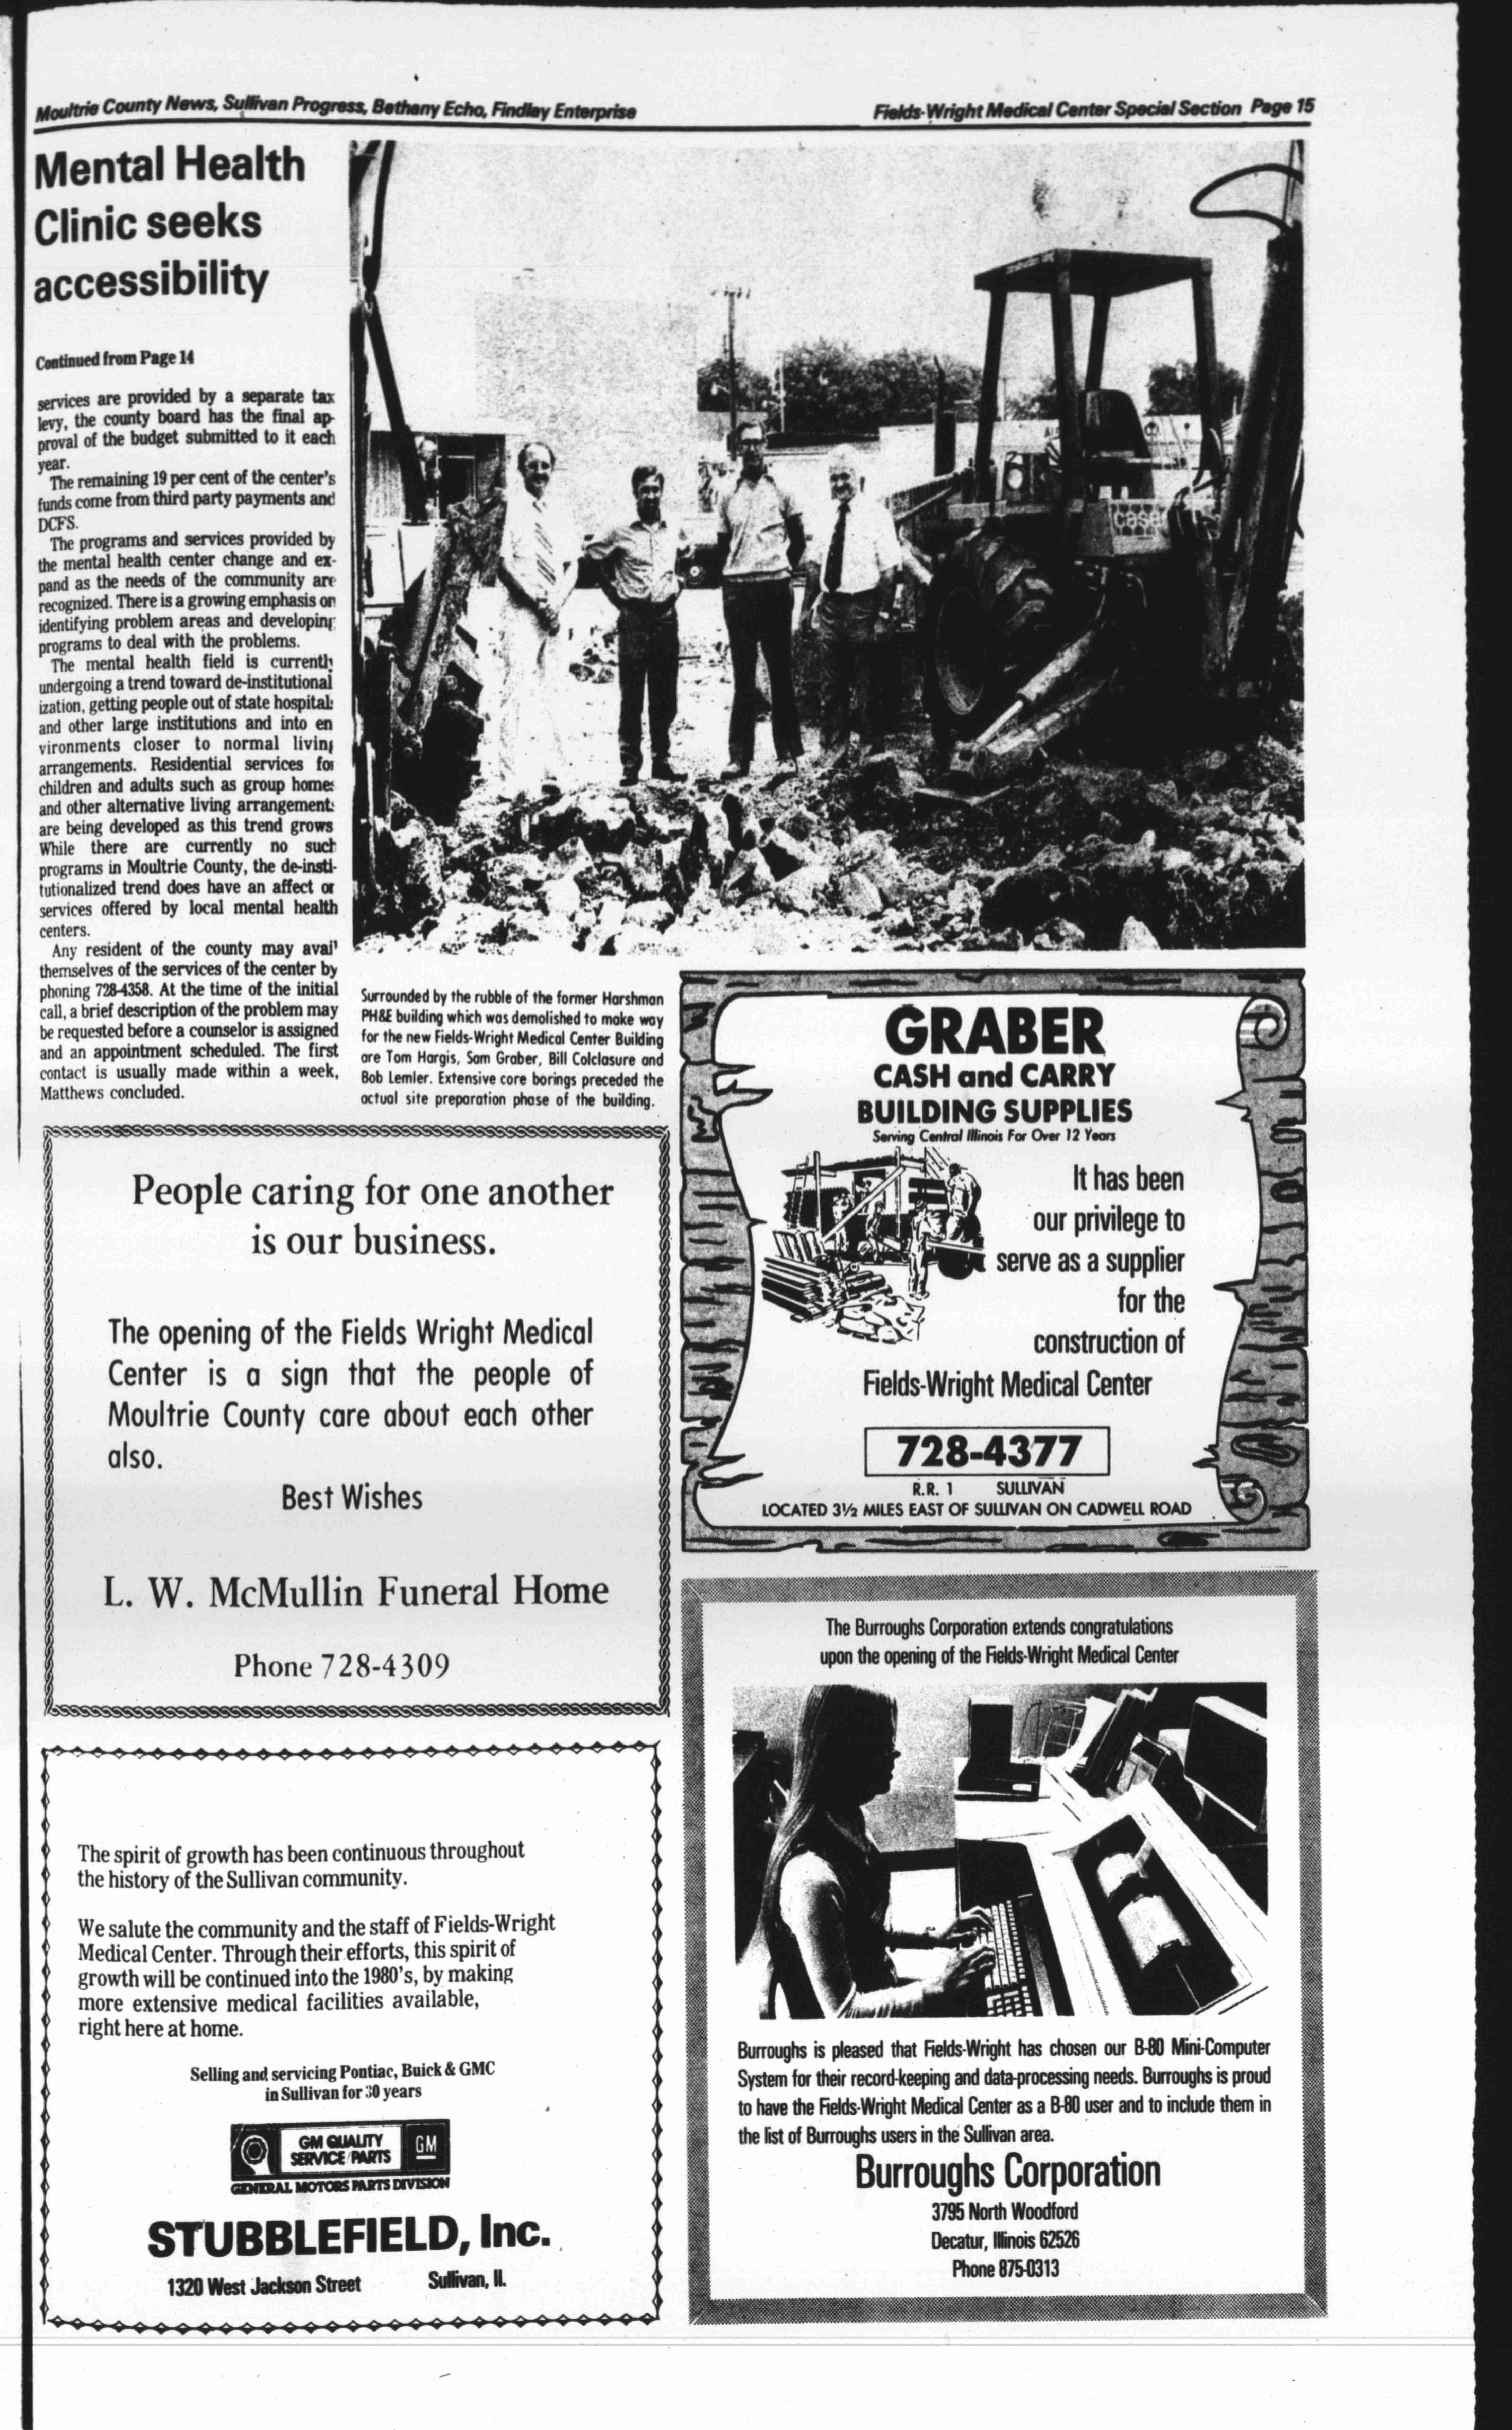 Moultrie County News, Sullivan Progress, Bethany Echo, Findlay Enterprise
Fields-Wright Medical Center Special Section Page 15
Mental Health
Clinic seeks
accessibility
Continued from Page 14
services are provided by a separate tax
levy, the county board has the final ap-
proval of the budget submitted to it each
year.
The remaining 19 per cent of the center's
funds come from third party payments and
DCFS.
The programs and services provided by
the mental health center change and ex-
pand as the needs of the community are
recognized. There is a growing emphasis on
identifying problem areas and developing
programs to deal with the problems.
The mental health field is currently
undergoing a trend toward de-institutional
ization, getting people out of state hospitals
and other large institutions and into en
vironments closer to normal living
arrangements. Residential services for
children and adults such as group homes
and other alternative living arrangements
are being developed as this trend grows
While there are currently no such
programs in Moultrie County, the de-insti-
tutionalized trend does have an affect or
services offered by local mental health
centers.
Any resident of the county may avail
themselves of the services of the center by
phoning 728-4358. At the time of the initial
call, a brief description of the problem may
be requested before a counselor is assigned
and an appointment scheduled. The first
contact is usually made within a week,
Matthews concluded.
case
Surrounded by the rubble of the former Harshman
PH&E building which was demolished to make way
for the new Fields-Wright Medical Center Building
are Tom Hargis, Sam Graber, Bill Colclasure and
Bob Lemler. Extensive core borings preceded the
actual site preparation phase of the building.
GRABER
CASH and CARRY
BUILDING SUPPLIES
Serving Central Illinois For Over 12 Years
It has been
our privilege to
serve as a supplier
for the
construction of
Fields-Wright Medical Center
728-4377
R.R. 1 SULLIVAN
LOCATED 3½ MILES EAST OF SULLIVAN ON CADWELL ROAD
People caring for one another
is our business.
The opening of the Fields Wright Medical
Center is a sign that the people of
Moultrie County care about each other
also.
Best Wishes
L. W. McMullin Funeral Home
Phone 728-4309
The spirit of growth has been continuous throughout
the history of the Sullivan community.
We salute the community and the staff of Fields-Wright
Medical Center. Through their efforts, this spirit of
growth will be continued into the 1980's, by making
more extensive medical facilities available,
right here at home.
Selling and servicing Pontiac, Buick & GMC
in Sullivan for 30 years
GM QUALITY
SERVICE/PARTS
GM
GENERAL MOTORS PARTS DIVISION
STUBBLEFIELD, Inc.
1320 West Jackson Street Sullivan, Il.
The Burroughs Corporation extends congratulations
upon the opening of the Fields-Wright Medical Center
Burroughs is pleased that Fields-Wright has chosen our B-80 Mini-Computer
System for their record-keeping and data-processing needs. Burroughs is proud
to have the Fields-Wright Medical Center as a B-80 user and to include them in
the list of Burroughs users in the Sullivan area.
Burroughs Corporation
3795 North Woodford
Decatur, Illinois 62526
Phone 875-0313